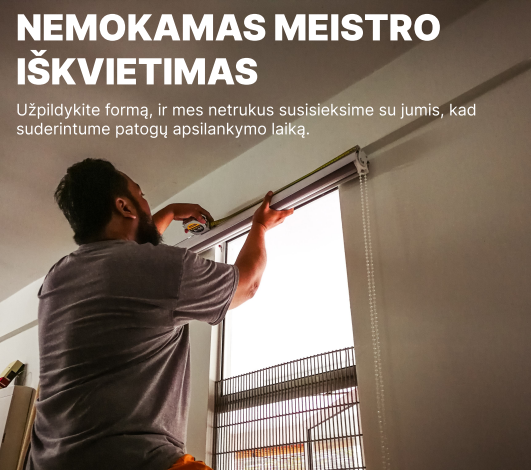 NEMOKAMAS MEISTRO
IŠKVIETIMAS
Užpildykite formą, ir mes netrukus susisieksime su jumis, kad
suderintume patogų apsilankymo laiką.